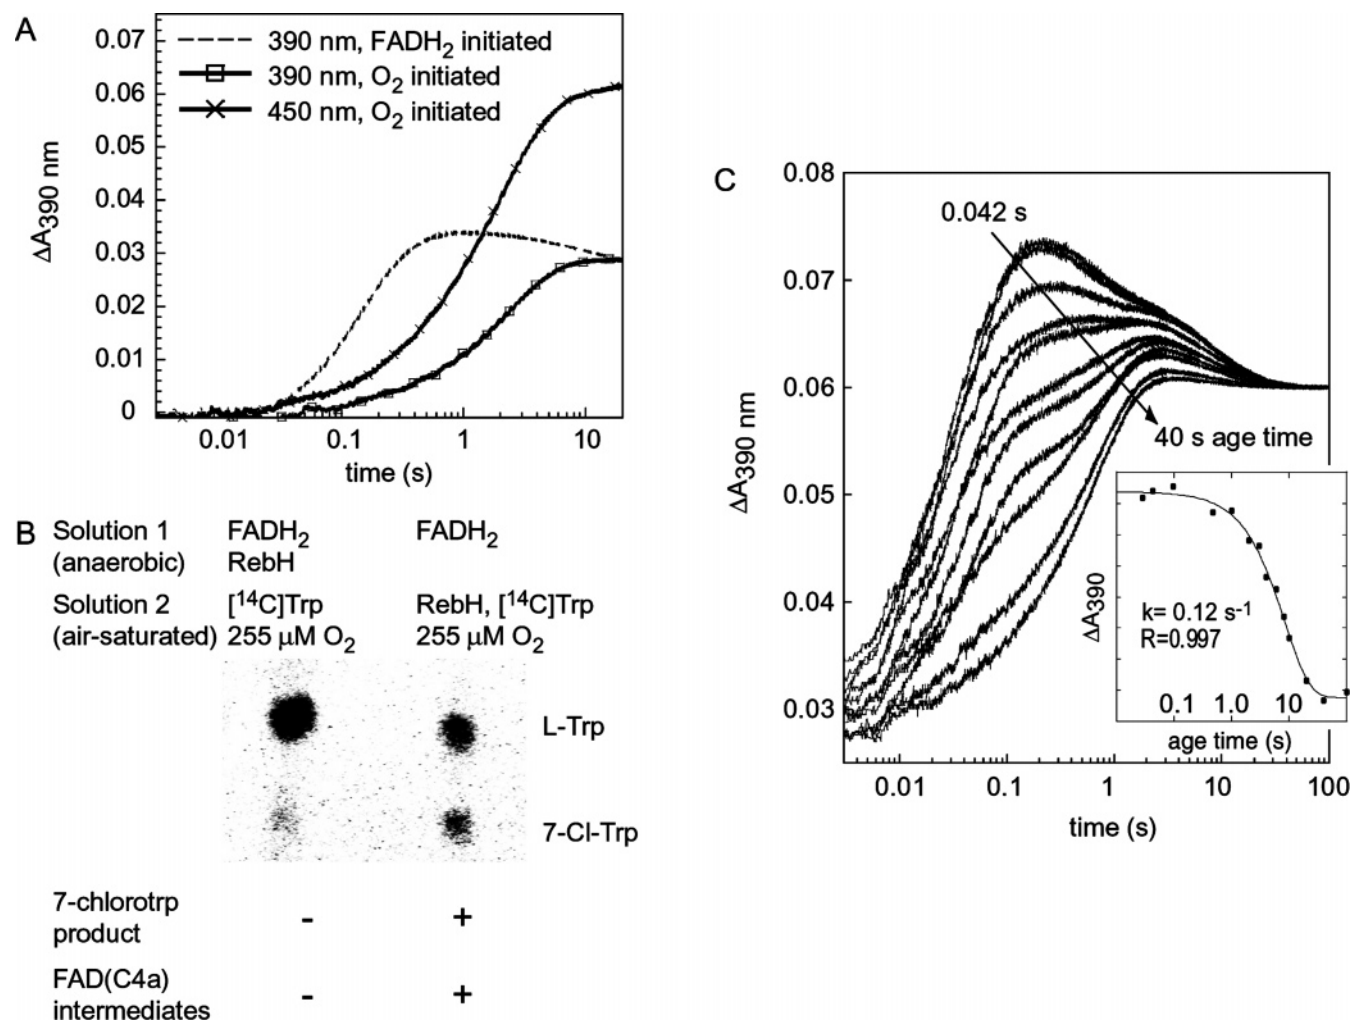 A
0.07
0.06
0.05
0.04
0.03
0.02
0.01
0
ΔA390 nm
390 nm, FADH2 initiated
390 nm, O2 initiated
450 nm, O2 initiated
0.01 0.1 1 10
time (s)
B
Solution 1 (anaerobic)
FADH2
RebH
FADH2
Solution 2 (air-saturated)
[14C]Trp
255 μM O2
RebH, [14C]Trp
255 μM O2
L-Trp
7-Cl-Trp
7-chlorotrp product
- +
FAD(C4a) intermediates
- +
C
0.08
0.07
0.06
0.05
0.04
0.03
ΔA390 nm
0.042 s
40 s age time
0.01 0.1 1 10 100
time (s)
ΔA390
k= 0.12 s-1
R=0.997
0.1 1.0 10
age time (s)